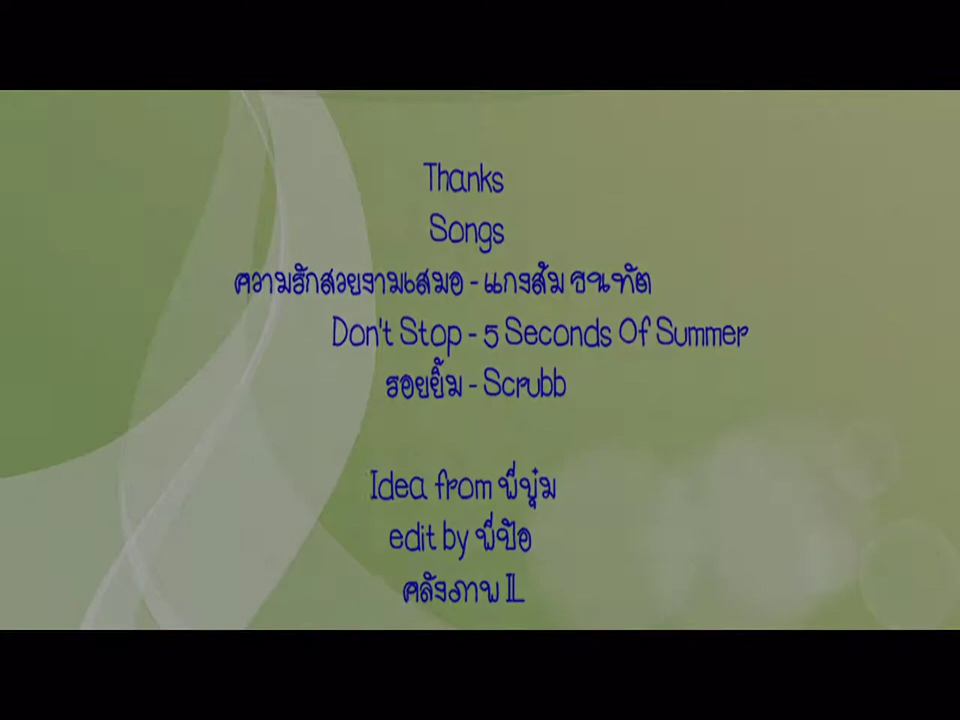 Thanks
Songs
ความรักสวยงามเสมอ - แกงส้ม ธนทัต
Don't Stop - 5 Seconds Of Summer
รอยยิ้ม - Scrubb
Idea from พี่ขุ๋ม
edit by พี่ป้อ
คลังภาพ IL